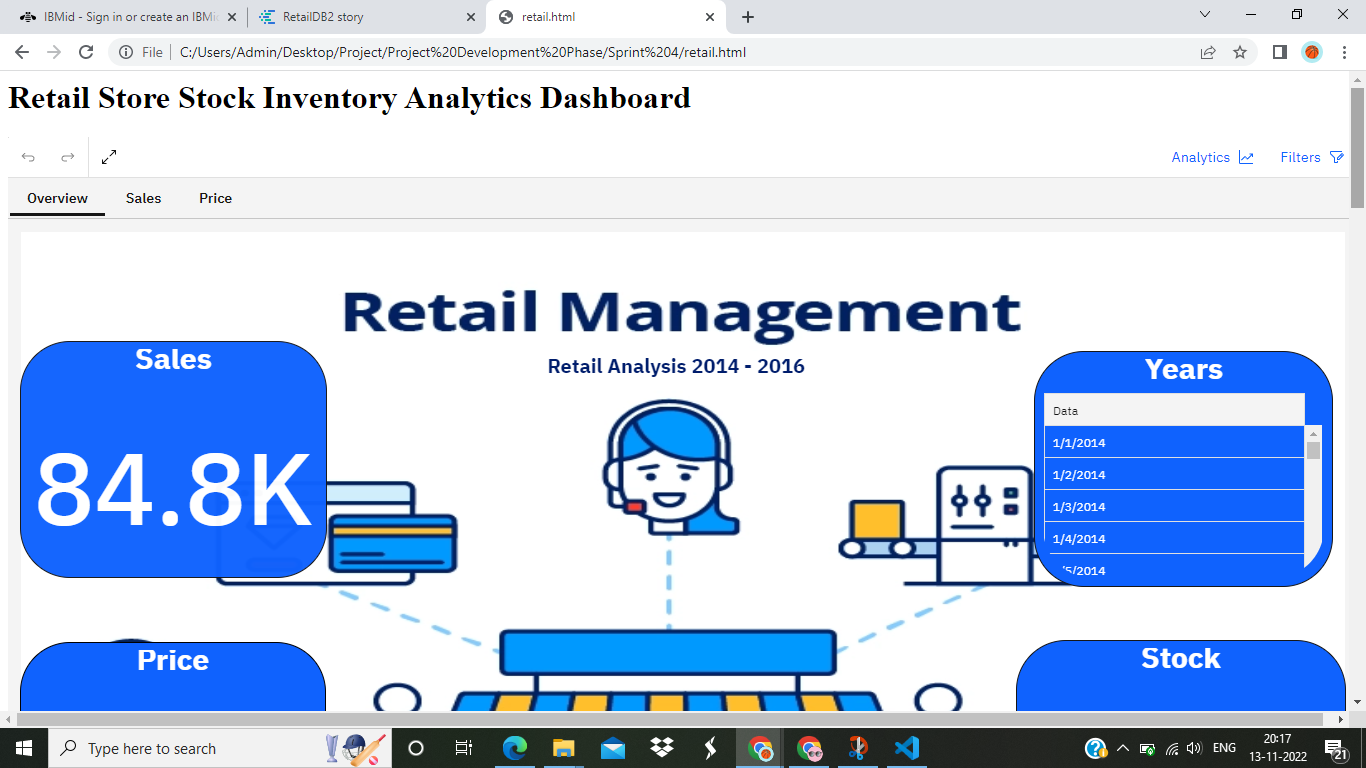 IBMid - Sign in or create an IBMi
RetailDB2 story
retail.html
File
C:/Users/Admin/Desktop/Project/Project%20Development%20Phase/Sprint%204/retail.html
Retail Store Stock Inventory Analytics Dashboard
Analytics
Filters
Overview
Sales
Price
Retail Management
Retail Analysis 2014 - 2016
Sales
84.8K
Years
Data
1/1/2014
1/2/2014
1/3/2014
1/4/2014
/5/2014
Price
Stock
Type here to search
ENG
20:17
13-11-2022
21